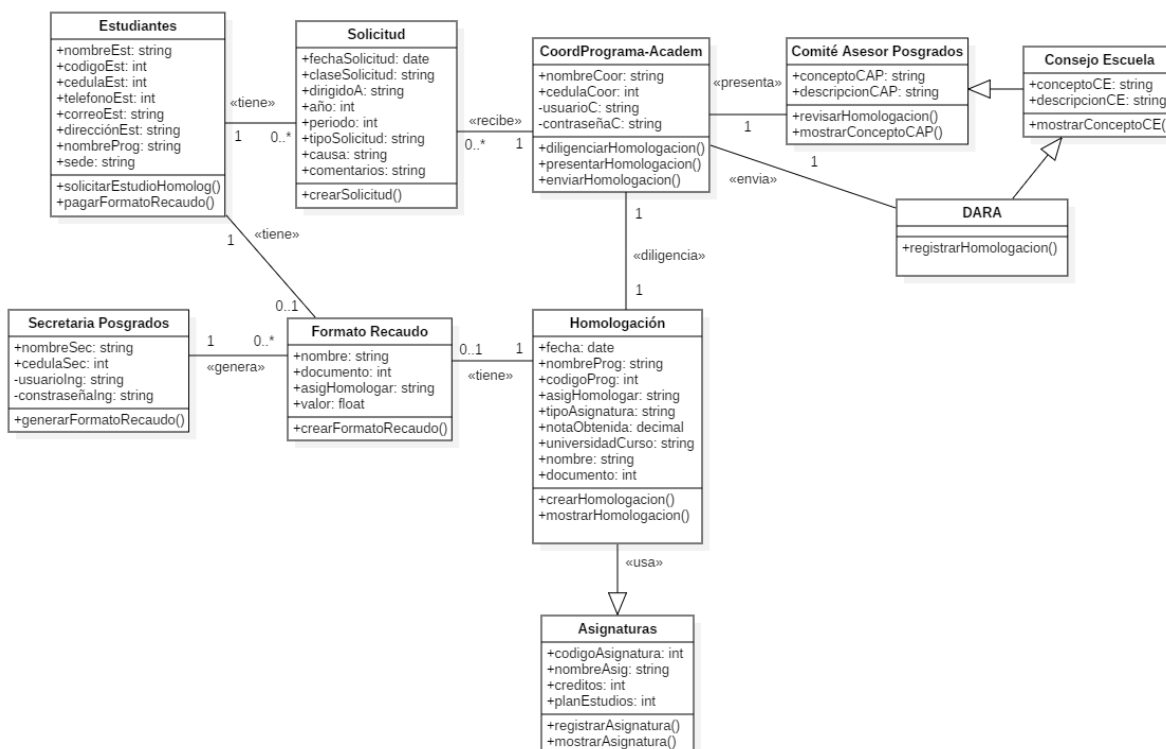 Estudiantes
+nombreEst: string
+codigoEst: int
+cedulaEst: int
+telefonoEst: int
+correoEst: string
+direcciónEst: string
+nombreProg: string
+sede: string
+solicitarEstudioHomolog()
+pagarFormatoRecaudo()
«tiene»
1
0..*
Solicitud
+fechaSolicitud: date
+claseSolicitud: string
+dirigidoA: string
+año: int
+periodo: int
+tipoSolicitud: string
+causa: string
+comentarios: string
+crearSolicitud()
«recibe»
0..*
1
CoordPrograma-Academ
+nombreCoor: string
+cedulaCoor: int
-usuarioC: string
-contraseñaC: string
+diligenciarHomologacion()
+presentarHomologacion()
+enviarHomologacion()
«presenta»
1
Comité Asesor Posgrados
+conceptoCAP: string
+descripcionCAP: string
+revisarHomologacion()
+mostrarConceptoCAP()
Consejo Escuela
+conceptoCE: string
+descripcionCE: string
+mostrarConceptoCE()
1
«envia»
DARA
+registrarHomologacion()
1
«tiene»
0..1
1
«diligencia»
1
Secretaria Posgrados
+nombreSec: string
+cedulaSec: int
-usuarioIng: string
-constraseñaIng: string
+generarFormatoRecaudo()
1
0..*
«genera»
Formato Recaudo
+nombre: string
+documento: int
+asigHomologar: string
+valor: float
+crearFormatoRecaudo()
0..1
1
«tiene»
Homologación
+fecha: date
+nombreProg: string
+codigoProg: int
+asigHomologar: string
+tipoAsignatura: string
+notaObtenida: decimal
+universidadCurso: string
+nombre: string
+documento: int
+crearHomologacion()
+mostrarHomologacion()
«usa»
Asignaturas
+codigoAsignatura: int
+nombreAsig: string
+creditos: int
+planEstudios: int
+registrarAsignatura()
+mostrarAsignatura()